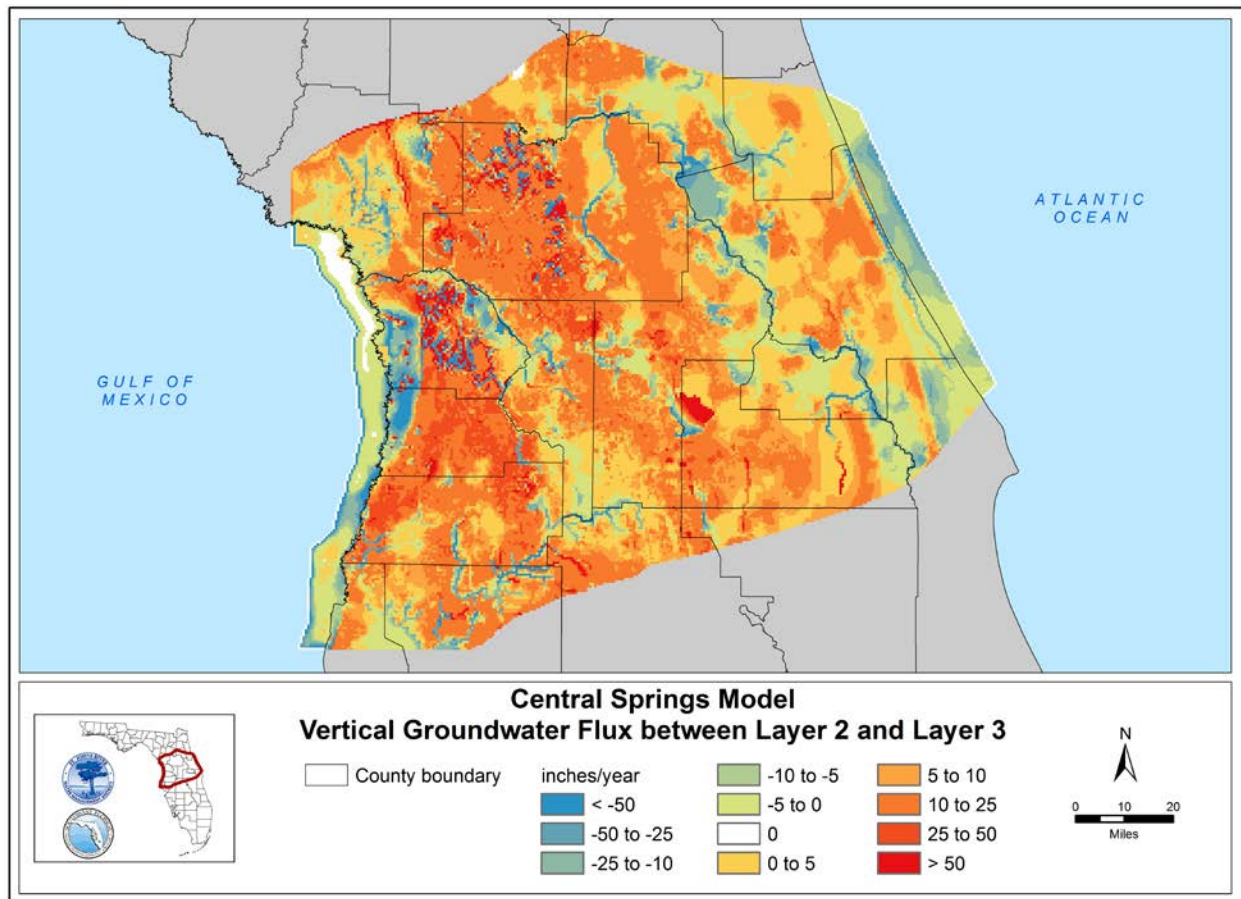 GULF OF
MEXICO
ATLANTIC
OCEAN
Central Springs Model
Vertical Groundwater Flux between Layer 2 and Layer 3
County boundary
inches/year
< -50
-50 to -25
-25 to -10
-10 to -5
-5 to 0
0
0 to 5
5 to 10
10 to 25
25 to 50
> 50
N
0 10 20
Miles